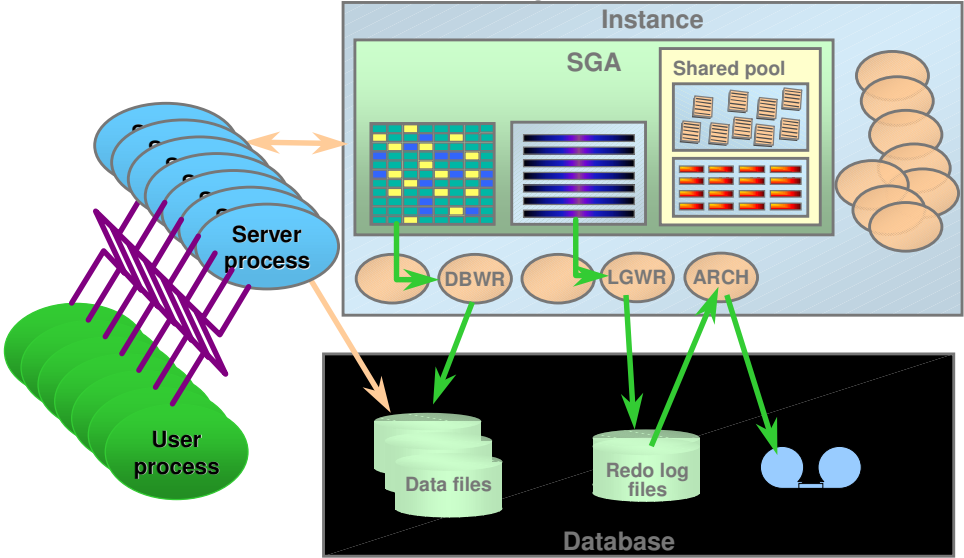 Instance
SGA
Shared pool
Server
process
DBWR
LGWR
ARCH
User
process
Data files
Redo log
files
Database